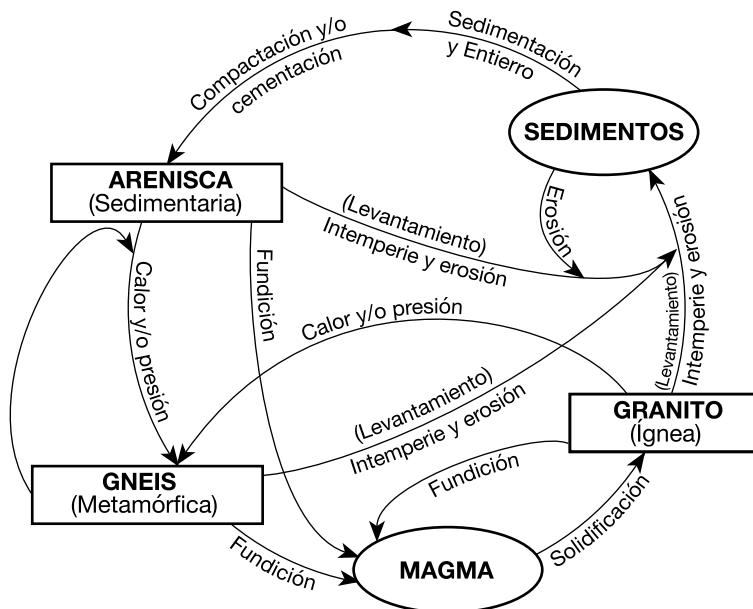 Compactación y/o
cementación
Sedimentación
y Entierro
SEDIMENTOS
ARENISCA
(Sedimentaria)
Erosión
(Levantamiento)
Intemperie y erosión
(Levantamiento)
Intemperie y erosión
Fundición
Calor y/o
presión
Calor y/o presión
(Levantamiento)
Intemperie y erosión
GRANITO
(Ígnea)
GNEIS
(Metamórfica)
Fundición
Solidificación
Fundición
MAGMA